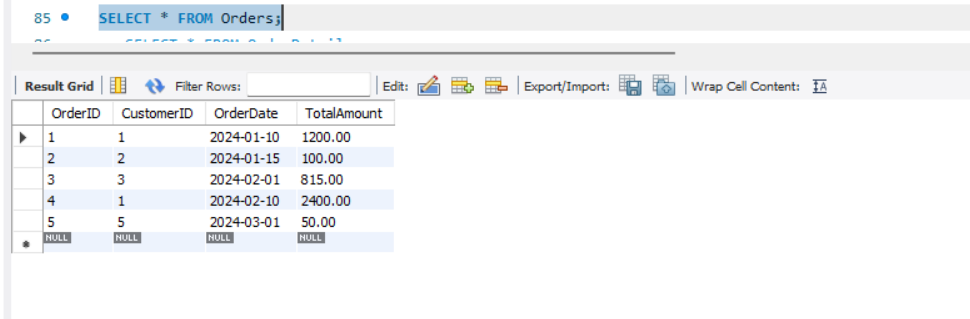 85 SELECT * FROM Orders;
Result Grid Filter Rows: Edit: Export/Import: Wrap Cell Content:
OrderID CustomerID OrderDate TotalAmount
1 1 2024-01-10 1200.00
2 2 2024-01-15 100.00
3 3 2024-02-01 815.00
4 1 2024-02-10 2400.00
5 5 2024-03-01 50.00
NULL NULL NULL NULL